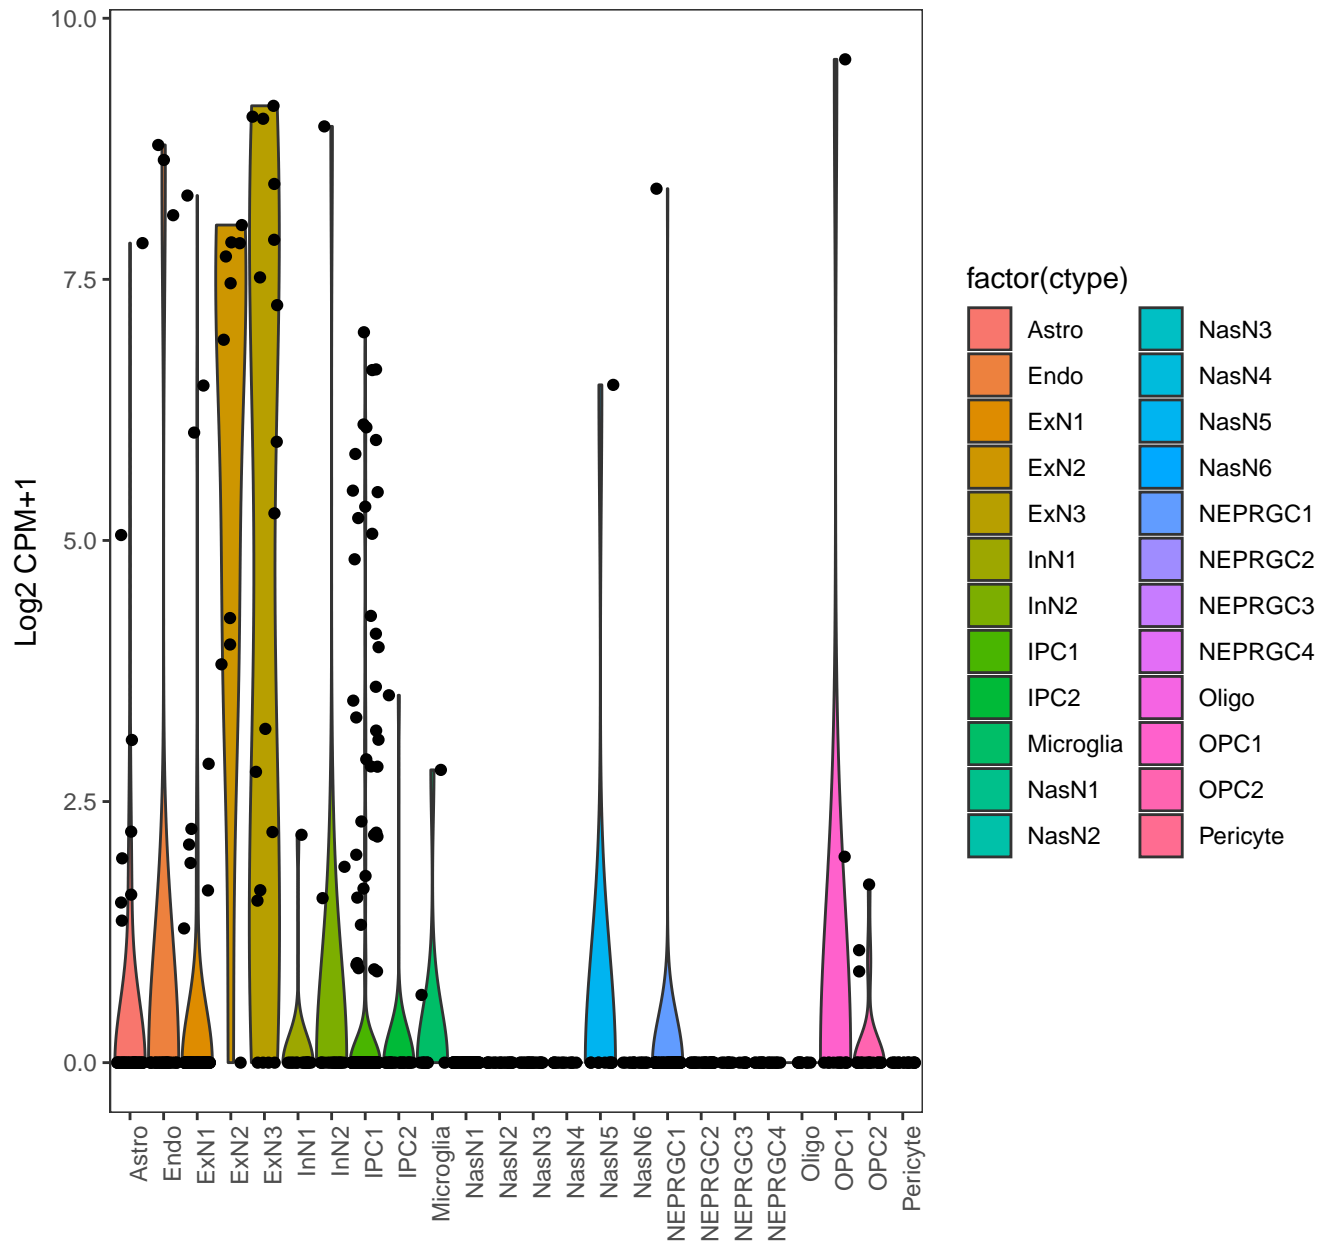 10.0
7.5
5.0
2.5
0.0
Log2 CPM+1
Astro
Endo
ExN1
ExN2
ExN3
InN1
InN2
IPC1
IPC2
Microglia
NasN1
NasN2
NasN3
NasN4
NasN5
NasN6
NEPRGC1
NEPRGC2
NEPRGC3
NEPRGC4
Oligo
OPC1
OPC2
Pericyte
factor(ctype)
Astro
Endo
ExN1
ExN2
ExN3
InN1
InN2
IPC1
IPC2
Microglia
NasN1
NasN2
NasN3
NasN4
NasN5
NasN6
NEPRGC1
NEPRGC2
NEPRGC3
NEPRGC4
Oligo
OPC1
OPC2
Pericyte